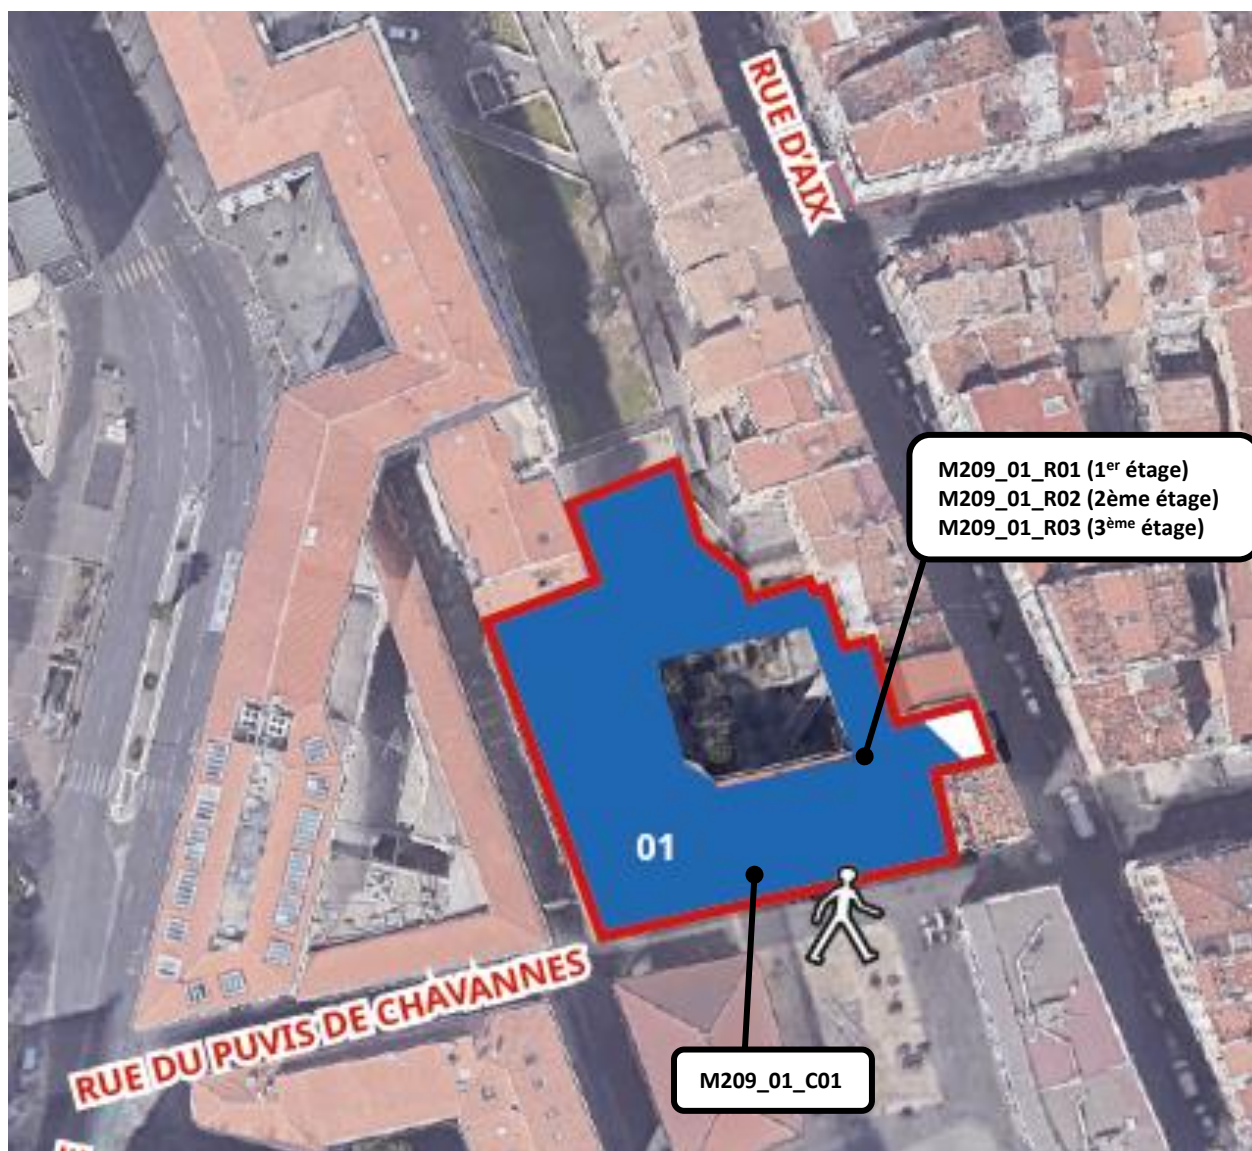 RUE D'AIX
M209_01_R01 (1er étage)
M209_01_R02 (2ème étage)
M209_01_R03 (3ème étage)
01
RUE DU PUVIS DE CHAVANNES
M209_01_C01